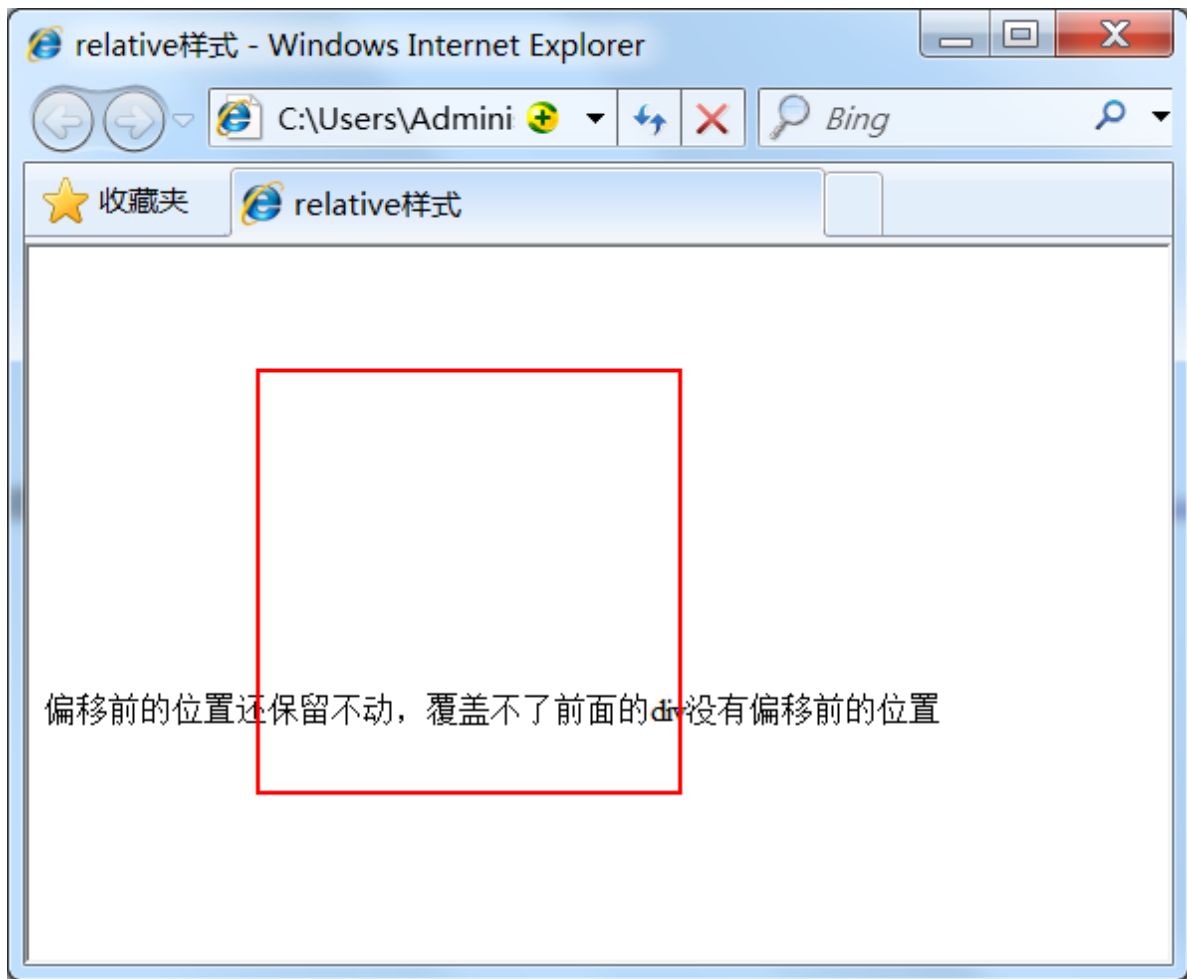 relative样式 - Windows Internet Explorer
C:\Users\Admini
Bing
收藏夹
relative样式
偏移前的位置还保留不动，覆盖不了前面的div没有偏移前的位置